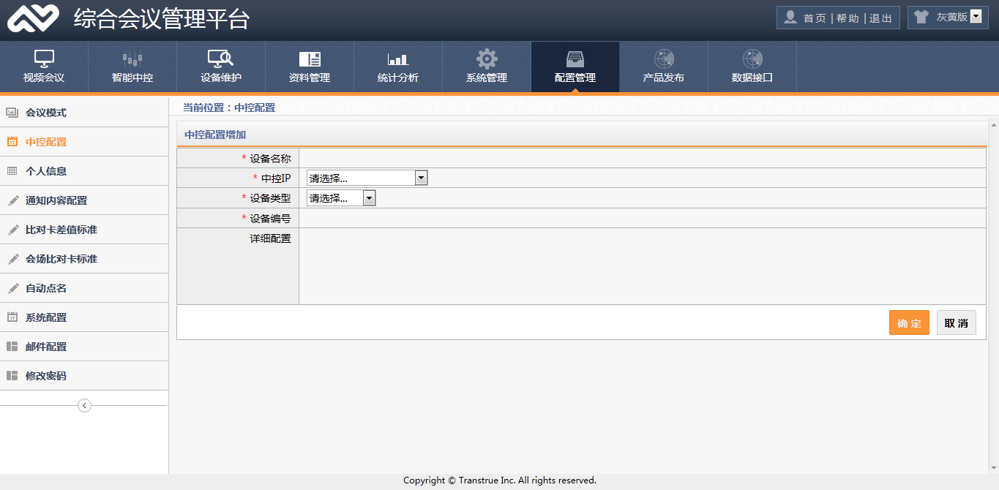 综合会议管理平台
首页 | 帮助 | 退出
灰黄版
视频会议 智能中控 设备维护 资料管理 统计分析 系统管理 配置管理 产品发布 数据接口
会议模式
中控配置
个人信息
通知内容配置
比对卡差值标准
会场比对卡标准
自动点名
系统配置
邮件配置
修改密码
当前位置：中控配置
中控配置增加
* 设备名称
* 中控IP 请选择...
* 设备类型 请选择...
* 设备编号
详细配置
确 定 取 消
Copyright © Transtrue Inc. All rights reserved.